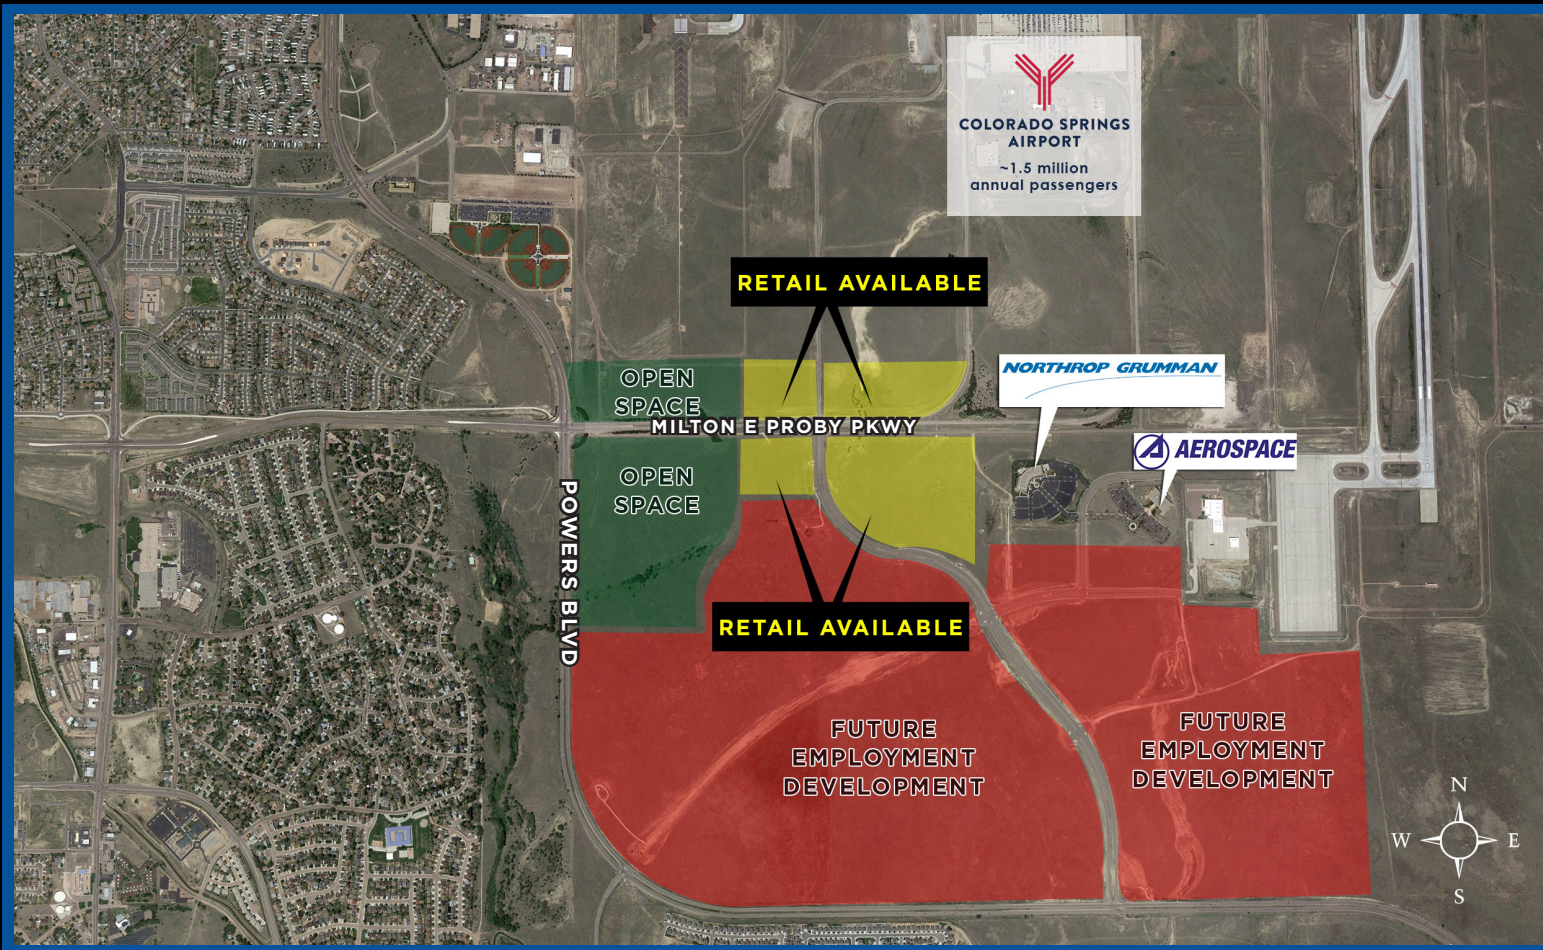 COLORADO SPRINGS
AIRPORT
~1.5 million
annual passengers
RETAIL AVAILABLE
NORTHROP GRUMMAN
OPEN
SPACE
MILTON E PROBY PKWY
AEROSPACE
OPEN
SPACE
POWERS BLVD
RETAIL AVAILABLE
FUTURE
EMPLOYMENT
DEVELOPMENT
FUTURE
EMPLOYMENT
DEVELOPMENT
N
W
E
S